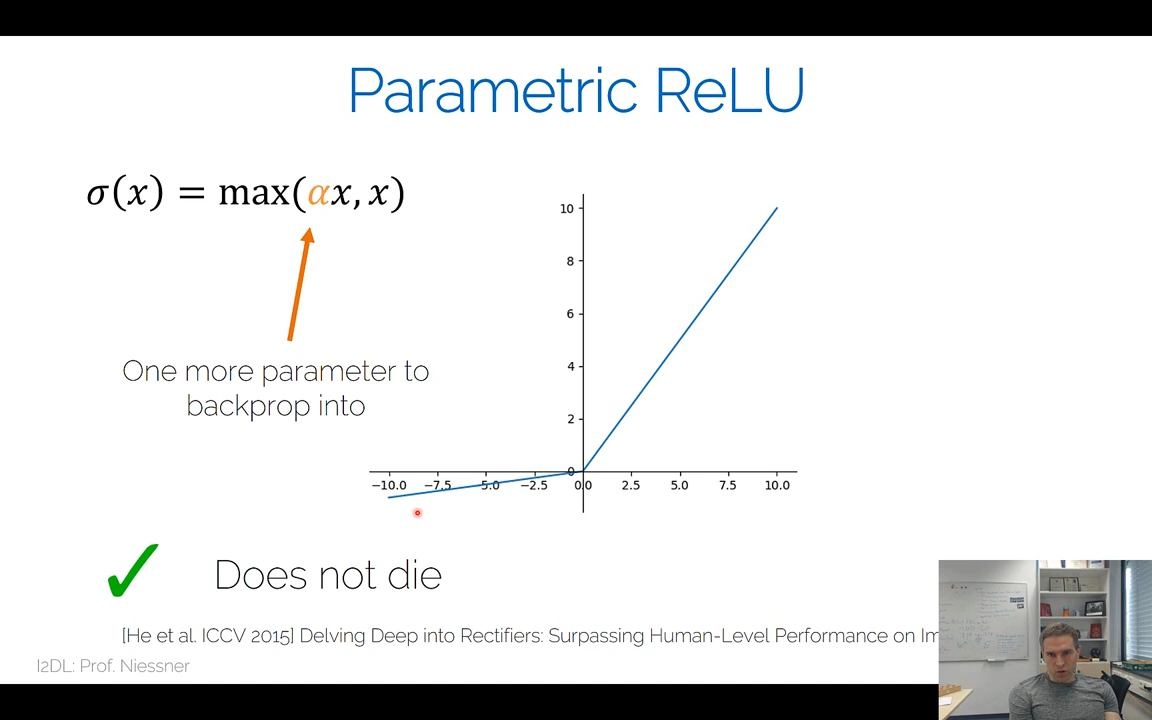 Parametric ReLU
σ(x) = max(αx, x)
One more parameter to
backprop into
10
8
6
4
2
0
−10.0 −7.5 −5.0 −2.5 0.0 2.5 5.0 7.5 10.0
✓ Does not die
[He et al. ICCV 2015] Delving Deep into Rectifiers: Surpassing Human-Level Performance on Im
I2DL: Prof. Niessner